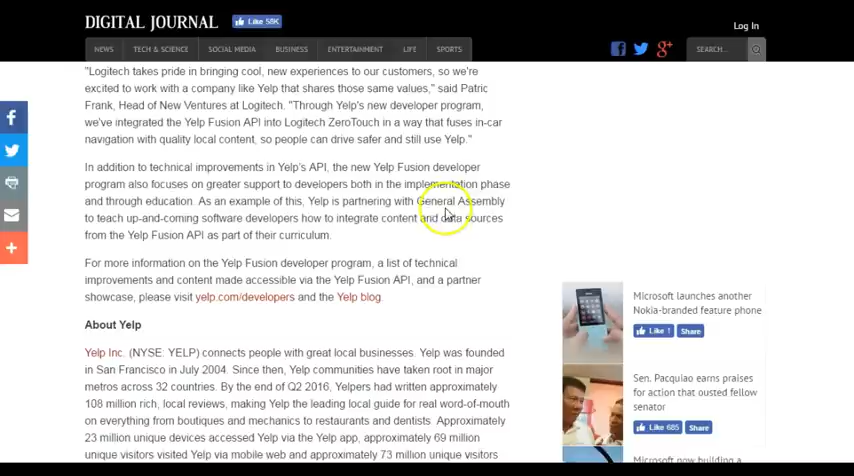 DIGITAL JOURNAL
Like 58K
Log In
NEWS TECH & SCIENCE SOCIAL MEDIA BUSINESS ENTERTAINMENT LIFE SPORTS
SEARCH...
"Logitech takes pride in bringing cool, new experiences to our customers, so we're
excited to work with a company like Yelp that shares those same values," said Patric
Frank, Head of New Ventures at Logitech. "Through Yelp's new developer program,
we've integrated the Yelp Fusion API into Logitech ZeroTouch in a way that fuses in-car
navigation with quality local content, so people can drive safer and still use Yelp."
In addition to technical improvements in Yelp's API, the new Yelp Fusion developer
program also focuses on greater support to developers both in the implementation phase
and through education. As an example of this, Yelp is partnering with General Assembly
to teach up-and-coming software developers how to integrate content and data sources
from the Yelp Fusion API as part of their curriculum.
For more information on the Yelp Fusion developer program, a list of technical
improvements and content made accessible via the Yelp Fusion API, and a partner
showcase, please visit yelp.com/developers and the Yelp blog.
About Yelp
Yelp Inc. (NYSE: YELP) connects people with great local businesses. Yelp was founded
in San Francisco in July 2004. Since then, Yelp communities have taken root in major
metros across 32 countries. By the end of Q2 2016, Yelpers had written approximately
108 million rich, local reviews, making Yelp the leading local guide for real word-of-mouth
on everything from boutiques and mechanics to restaurants and dentists. Approximately
23 million unique devices accessed Yelp via the Yelp app, approximately 69 million
unique visitors visited Yelp via mobile web and approximately 73 million unique visitors
Microsoft launches another
Nokia-branded feature phone
Like 1 Share
Sen. Pacquiao earns praises
for action that ousted fellow
senator
Like 685 Share
Microsoft now building a